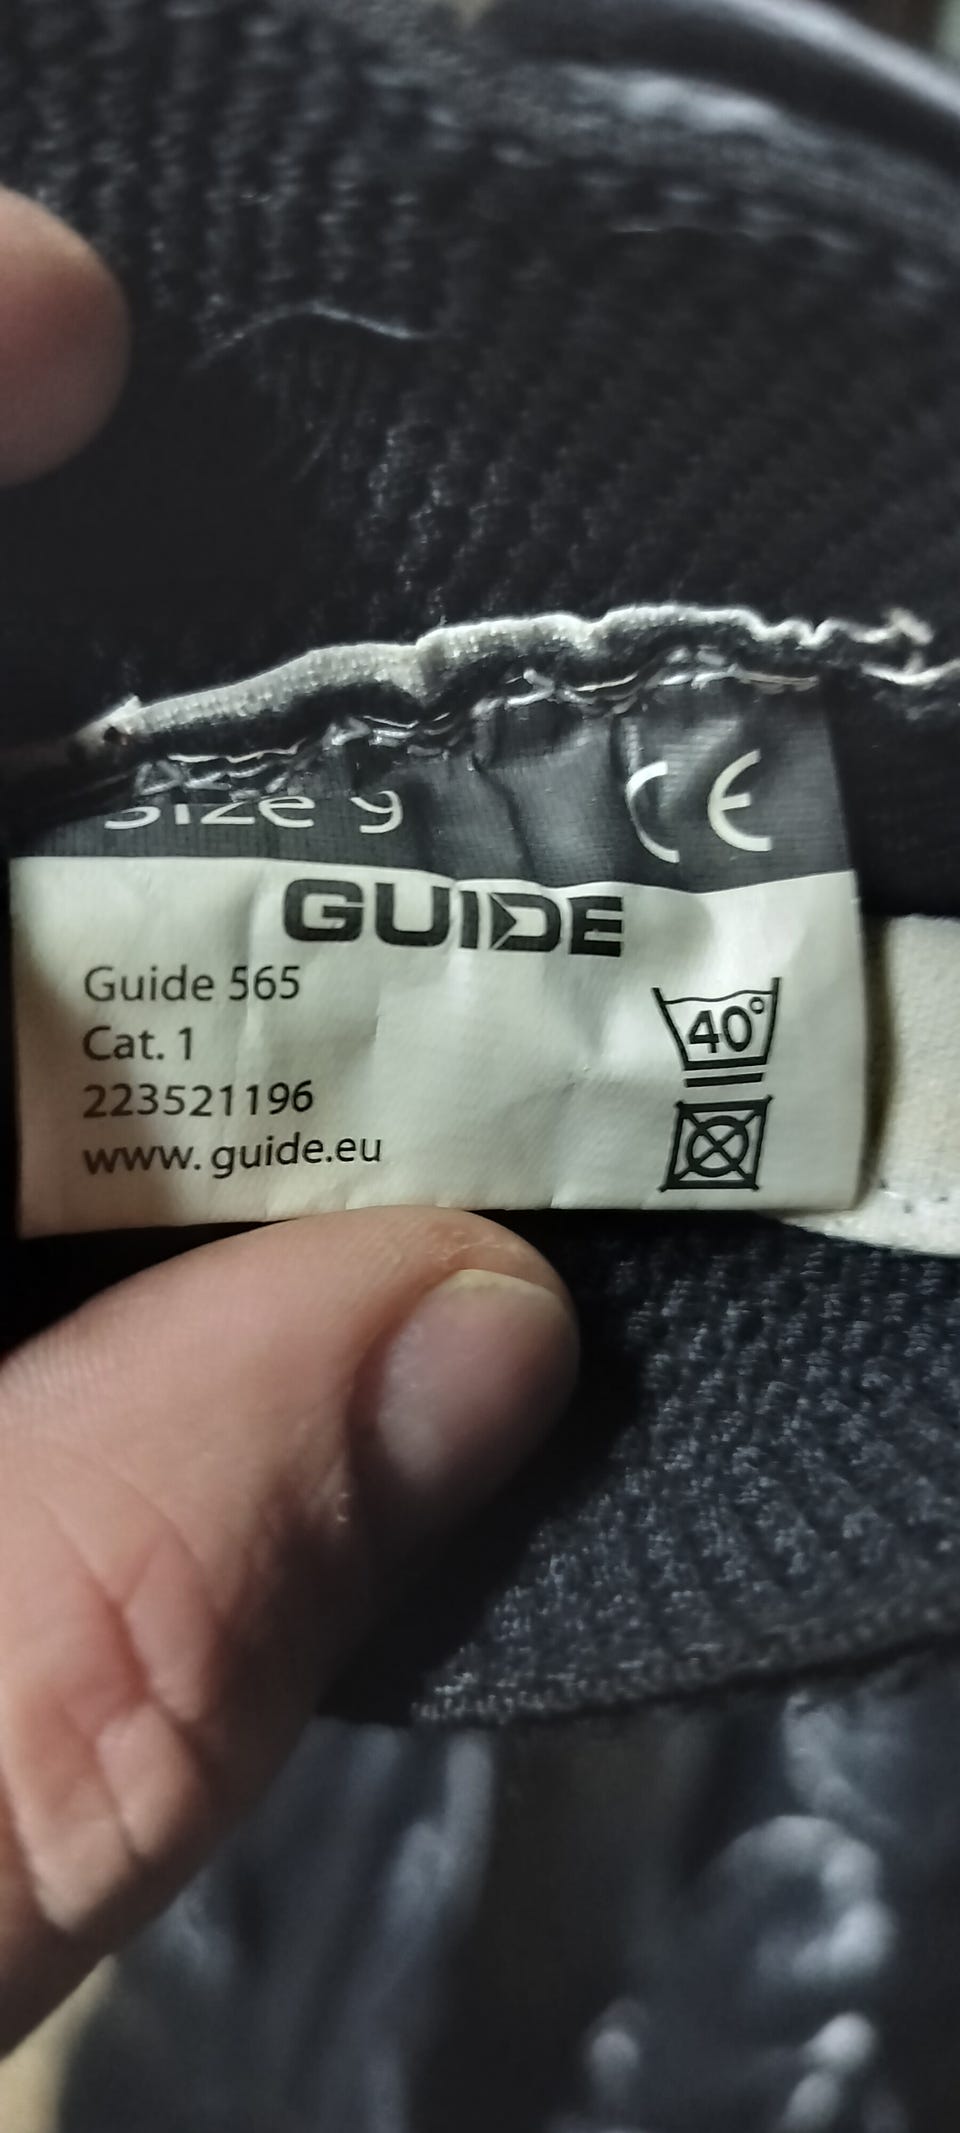 Size 9
CE
GUIDE
Guide 565
Cat. 1
223521196
www.guide.eu
40°